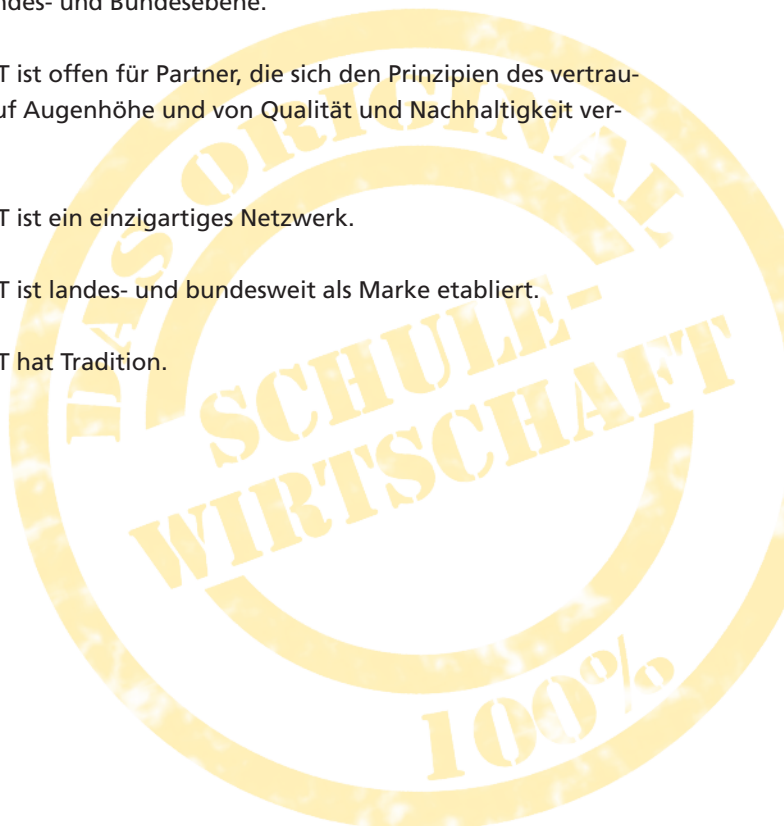 ndes- und Bundesebene.
T ist offen für Partner, die sich den Prinzipien des vertrau-
uf Augenhöhe und von Qualität und Nachhaltigkeit ver-
T ist ein einzigartiges Netzwerk.
T ist landes- und bundesweit als Marke etabliert.
T hat Tradition.
DAS ORIGINAL
SCHULE-
WIRTSCHAFT
100%